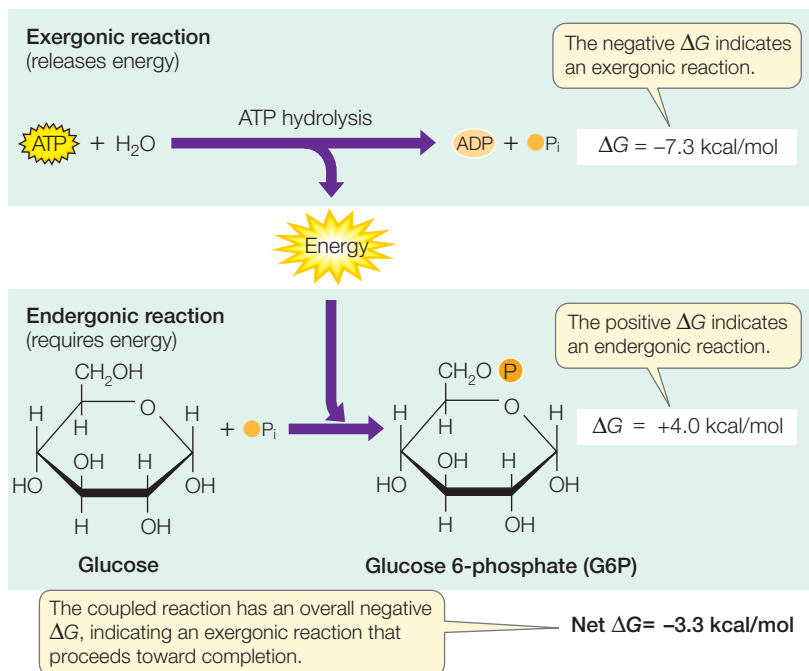 Exergonic reaction
(releases energy)
The negative ΔG indicates
an exergonic reaction.
ATP hydrolysis
ATP + H₂O
ADP + Pᵢ
ΔG = –7.3 kcal/mol
Energy
Endergonic reaction
(requires energy)
The positive ΔG indicates
an endergonic reaction.
CH₂OH
H
O
H
H
OH
H
HO
OH
H
OH
+ Pᵢ
CH₂O P
H
O
H
H
OH
H
HO
OH
H
OH
ΔG = +4.0 kcal/mol
Glucose
Glucose 6-phosphate (G6P)
The coupled reaction has an overall negative
ΔG, indicating an exergonic reaction that
proceeds toward completion.
Net ΔG= –3.3 kcal/mol